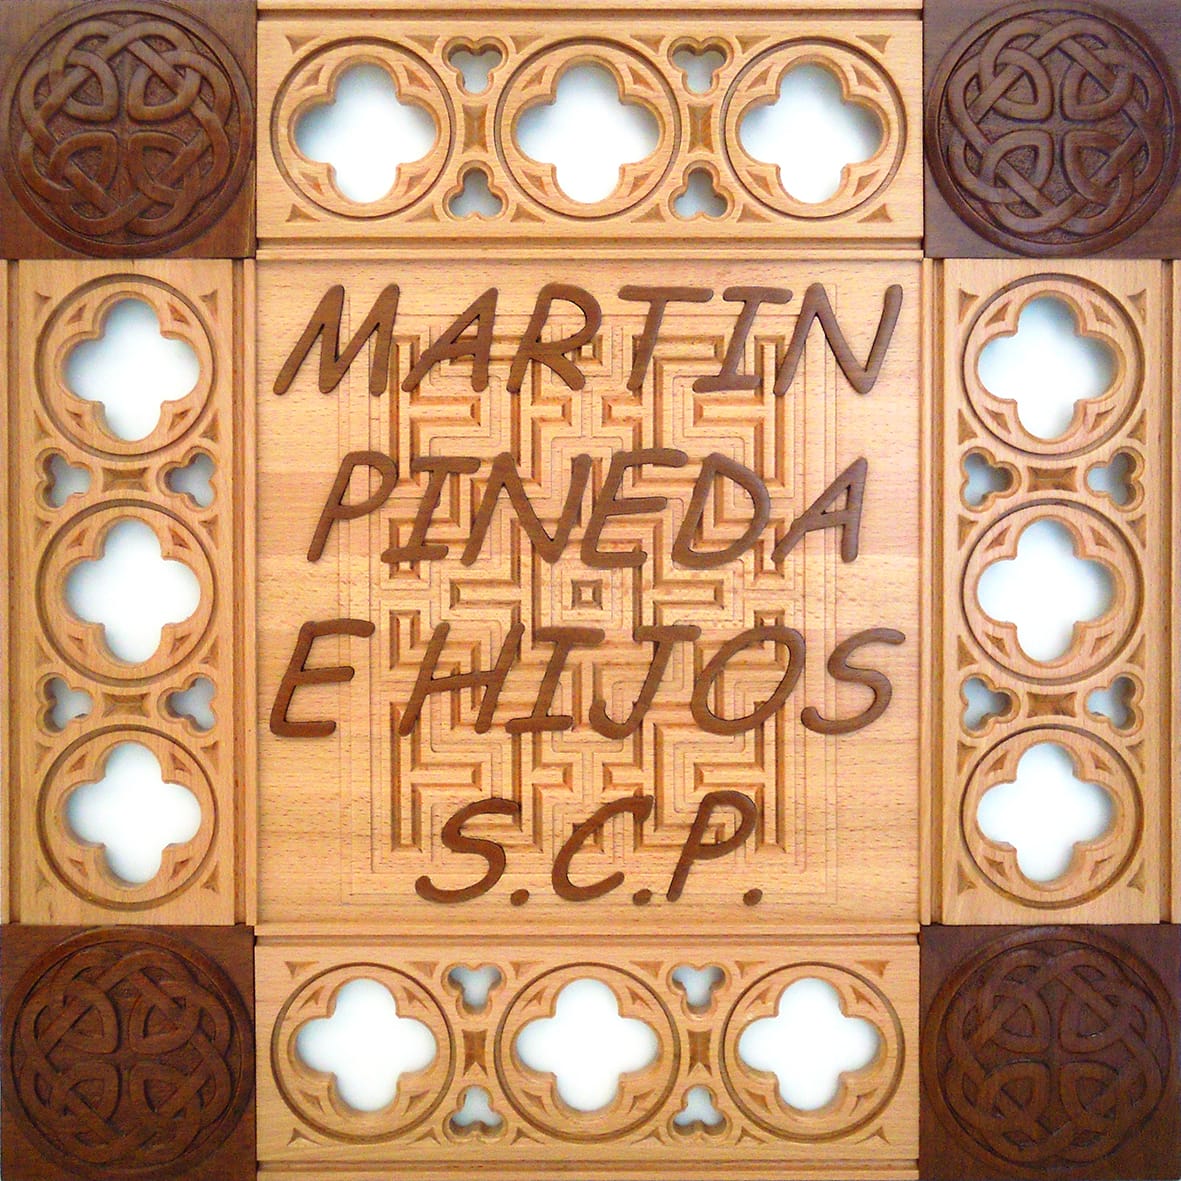 MARTIN
PINEDA
E HIJOS
S.C.P.